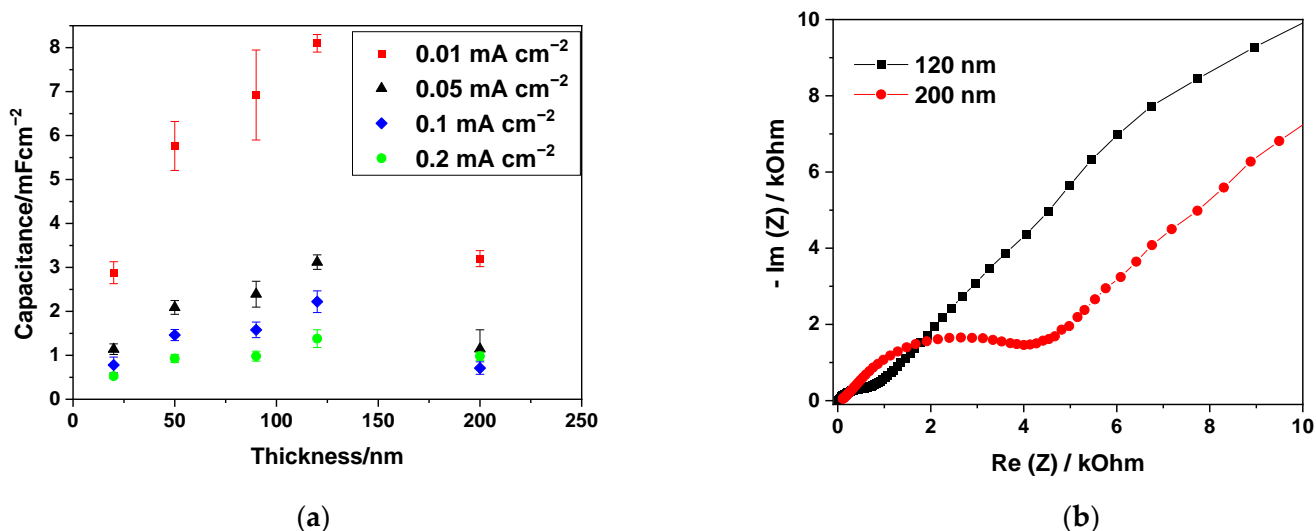 8
7
6
5
4
3
2
1
0
Capacitance/mFcm⁻²
0.01 mA cm⁻²
0.05 mA cm⁻²
0.1 mA cm⁻²
0.2 mA cm⁻²
0 50 100 150 200 250
Thickness/nm
(a)
10
8
6
4
2
0
- Im (Z) / kOhm
120 nm
200 nm
0 2 4 6 8 10
Re (Z) / kOhm
(b)